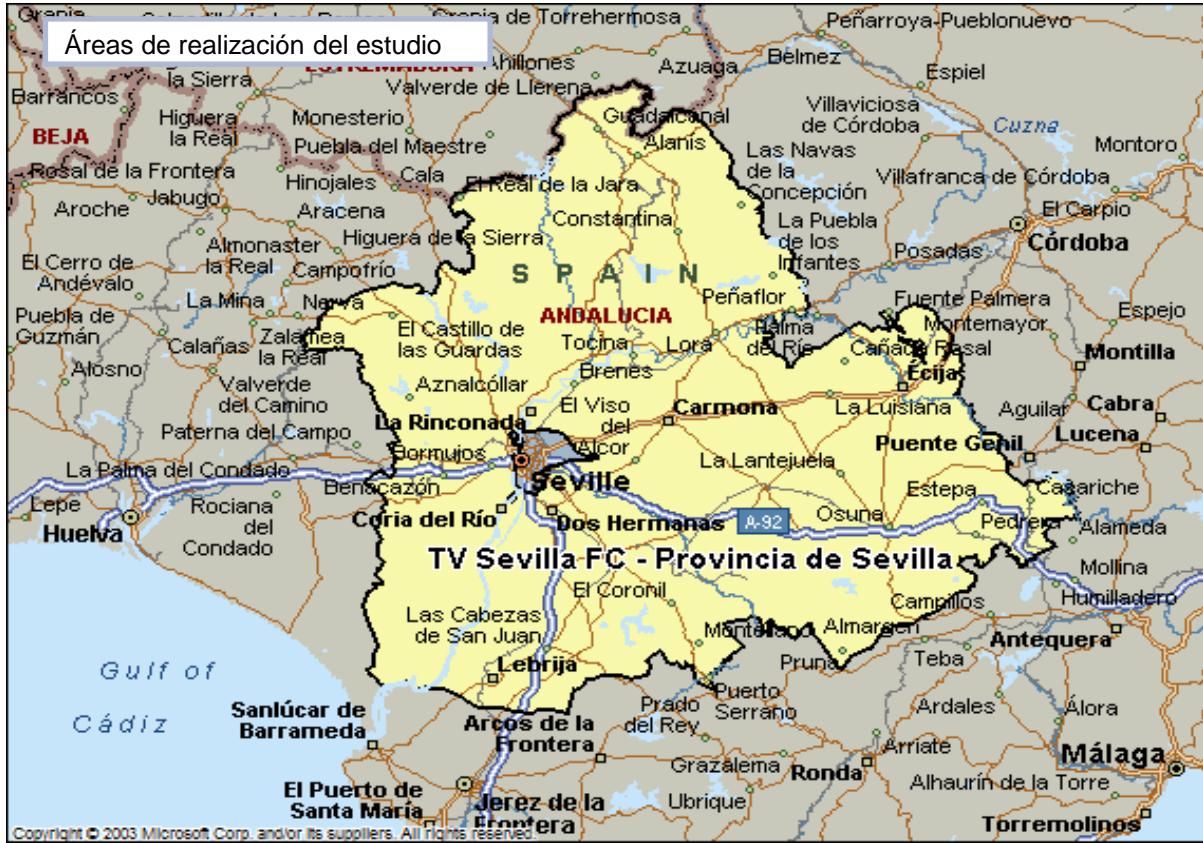 Áreas de realización del estudio
Granja de Torrehermosa
Peñarroya-Pueblonuevo
Ahillones
Azuaga
Bélmez
Espiel
la Sierra
Valverde de Llerena
Barrancos
Higuera
la Real
Monesterio
Guadalcanal
Villaviciosa
de Córdoba
Cuzna
BEJA
Puebla del Maestre
Alanis
Las Navas
de la
Concepción
Montoro
Rosal de la Frontera
Hinojales
Cala
El Real de la Jara
Villafranca de Córdoba
Aroche
Jabugo
Aracena
Constantina
La Puebla
de los
Infantes
El Carpio
Córdoba
Almonaster
la Real
Higuera de la Sierra
Posadas
El Cerro de
Andévalo
Campofrío
SPAIN
La Mina
Nerva
Peñaflor
Fuente Palmera
Espejo
Puebla de
Guzmán
Zalamea
la Real
El Castillo de
las Guardas
ANDALUCIA
Palma
del Río
Montemayor
Calañas
Tocina
Lora
Cañada Rosal
Montilla
Alosno
Valverde
del Camino
Aznalcóllar
Brenes
Écija
La Rinconada
El Viso
del
Alcor
Carmona
La Luisiana
Aguilar
Cabra
Paterna del Campo
Puente Genil
Lucena
La Palma del Condado
Bormujos
La Lantejuela
Benacazón
Seville
Estepa
Casariche
Lepe
Huelva
Rociana
del
Condado
Coria del Río
Dos Hermanas
A-92
Osuna
Pedrera
Alameda
TV Sevilla FC - Provincia de Sevilla
Mollina
El Coronil
Campillos
Humilladero
Las Cabezas
de San Juan
Montellano
Almargen
Antequera
Gulf of
Cádiz
Lebrija
Pruna
Teba
Sanlúcar de
Barrameda
Arcos de la
Frontera
Prado
del Rey
Puerto
Serrano
Ardales
Álora
Arriate
Málaga
El Puerto de
Santa María
Jerez de la
Frontera
Grazalema
Ronda
Alhaurín de la Torre
Ubrique
Torremolinos
Copyright © 2003 Microsoft Corp. and/or its suppliers. All rights reserved.